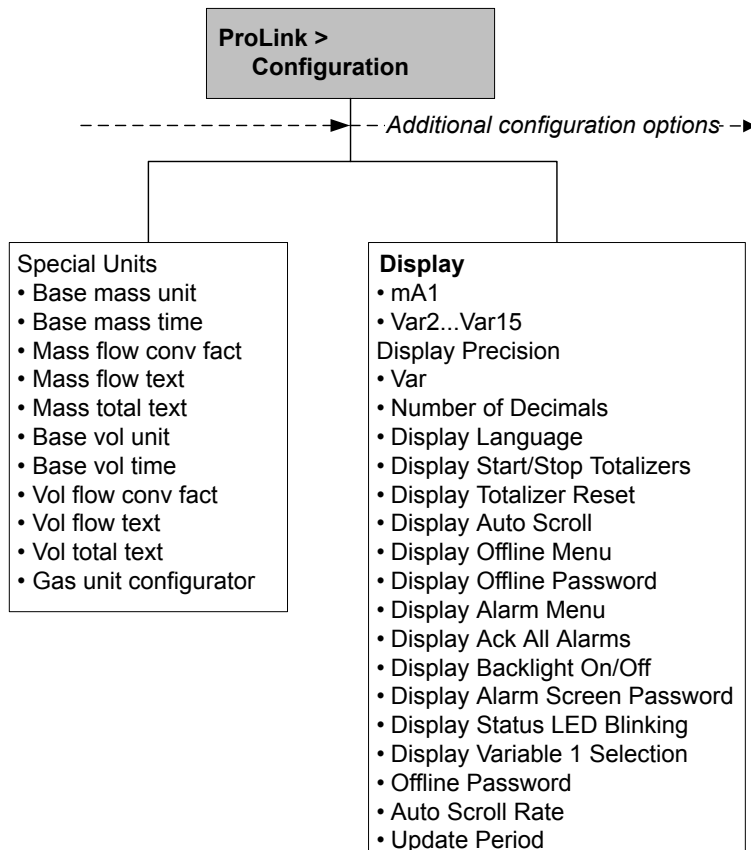 ProLink >
Configuration
Additional configuration options
Special Units
• Base mass unit
• Base mass time
• Mass flow conv fact
• Mass flow text
• Mass total text
• Base vol unit
• Base vol time
• Vol flow conv fact
• Vol flow text
• Vol total text
• Gas unit configurator
Display
• mA1
• Var2...Var15
Display Precision
• Var
• Number of Decimals
• Display Language
• Display Start/Stop Totalizers
• Display Totalizer Reset
• Display Auto Scroll
• Display Offline Menu
• Display Offline Password
• Display Alarm Menu
• Display Ack All Alarms
• Display Backlight On/Off
• Display Alarm Screen Password
• Display Status LED Blinking
• Display Variable 1 Selection
• Offline Password
• Auto Scroll Rate
• Update Period